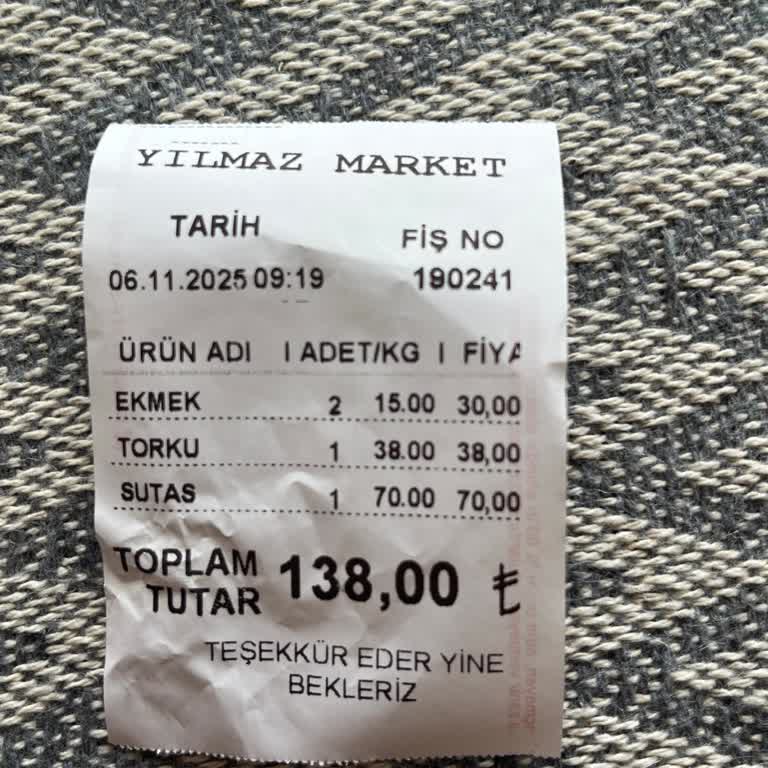 YILMAZ MARKET
TARİH FİŞ NO
06.11.2025 09:19 190241
ÜRÜN ADI | ADET/KG | FİYA
EKMEK 2 15.00 30,00
TORKU 1 38.00 38,00
SUTAS 1 70.00 70,00
TOPLAM TUTAR 138,00 ₺
TEŞEKKÜR EDER YİNE
BEKLERİZ